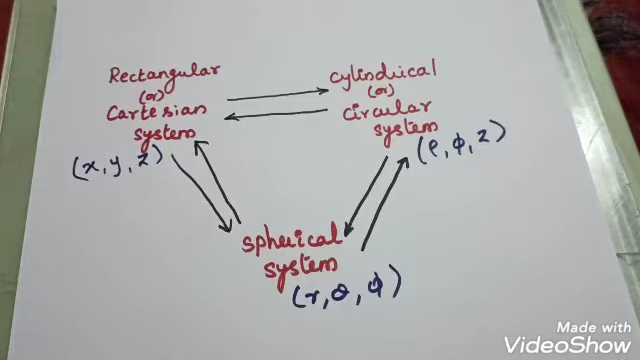 Rectangular
(or)
Cartesian
system
(x, y, z)
cylindrical
(or)
circular
system
(ρ, ϕ, z)
spherical
system
(r, θ, ϕ)
Made with
VideoShow